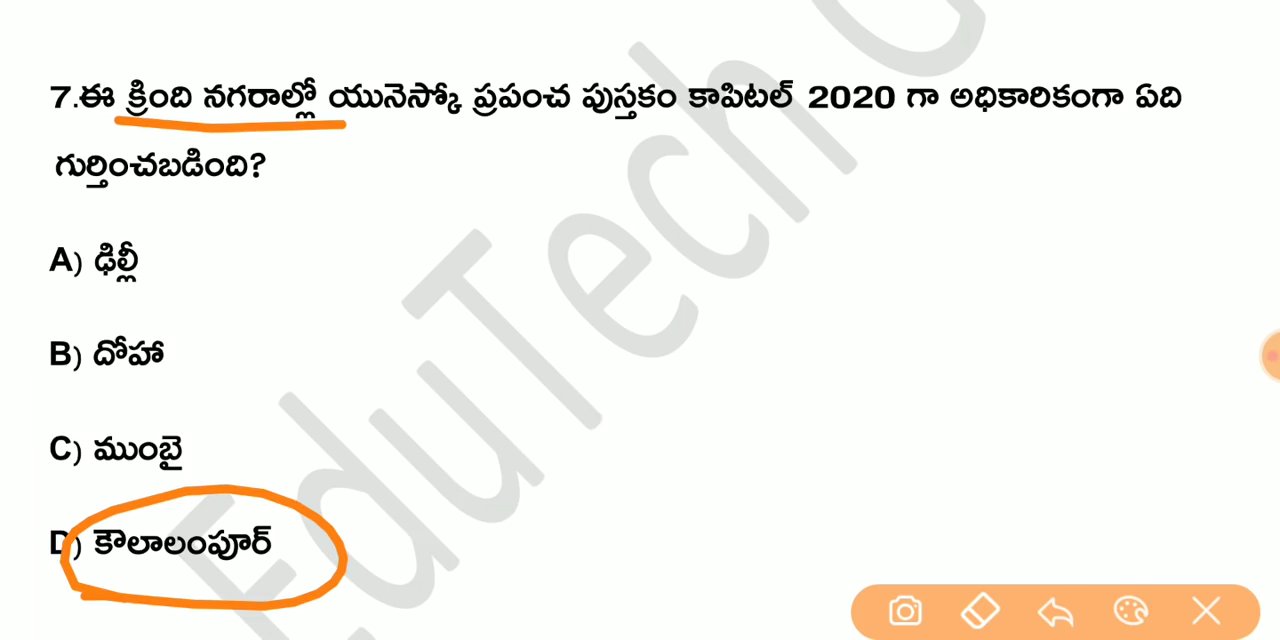 7.ఈ క్రింది నగరాల్లో యునెస్కో ప్రపంచ పుస్తకం కాపిటల్ 2020 గా అధికారికంగా ఏది
గుర్తించబడింది?
A) ఢిల్లీ
B) దోహా
C) ముంబై
D) కౌలాలంపూర్
EduTech